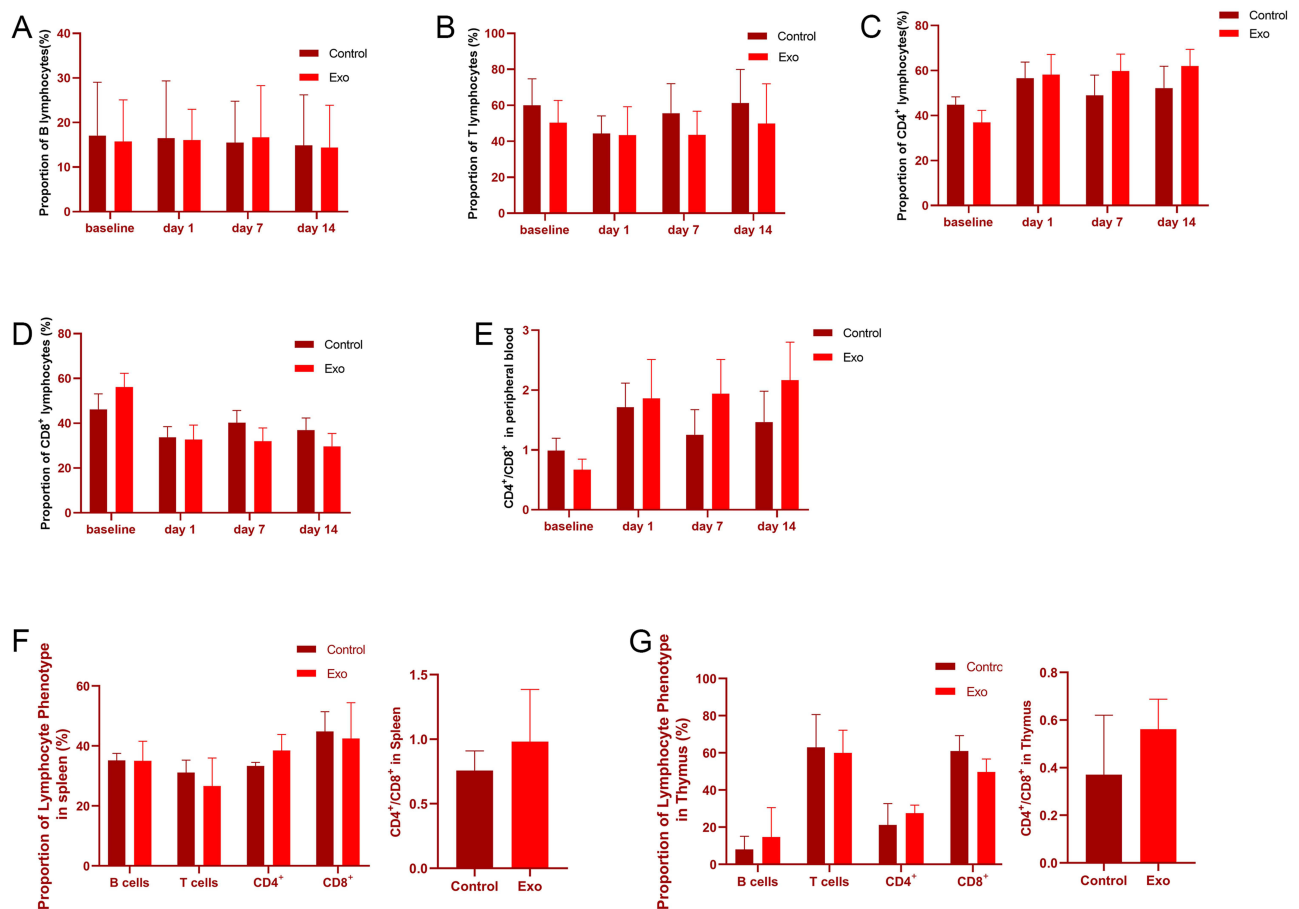 A
Proportion of B lymphocytes(%)
40
30
20
10
0
baseline
day 1
day 7
day 14
Control
Exo
B
Proportion of T lymphocytes (%)
100
80
60
40
20
0
baseline
day 1
day 7
day 14
Control
Exo
C
Proportion of CD4⁺ lymphocytes(%)
80
60
40
20
0
baseline
day 1
day 7
day 14
Control
Exo
D
Proportion of CD8⁺ lymphocytes (%)
80
60
40
20
0
baseline
day 1
day 7
day 14
Control
Exo
E
CD4⁺/CD8⁺ in peripheral blood
3
2
1
0
baseline
day 1
day 7
day 14
Control
Exo
F
Proportion of Lymphocyte Phenotype
in spleen (%)
60
40
20
0
B cells
T cells
CD4⁺
CD8⁺
Control
Exo
CD4⁺/CD8⁺ in Spleen
1.5
1.0
0.5
0.0
Control
Exo
G
Proportion of Lymphocyte Phenotype
in Thymus (%)
100
80
60
40
20
0
B cells
T cells
CD4⁺
CD8⁺
Contrc
Exo
CD4⁺/CD8⁺ in Thymus
0.8
0.6
0.4
0.2
0.0
Control
Exo